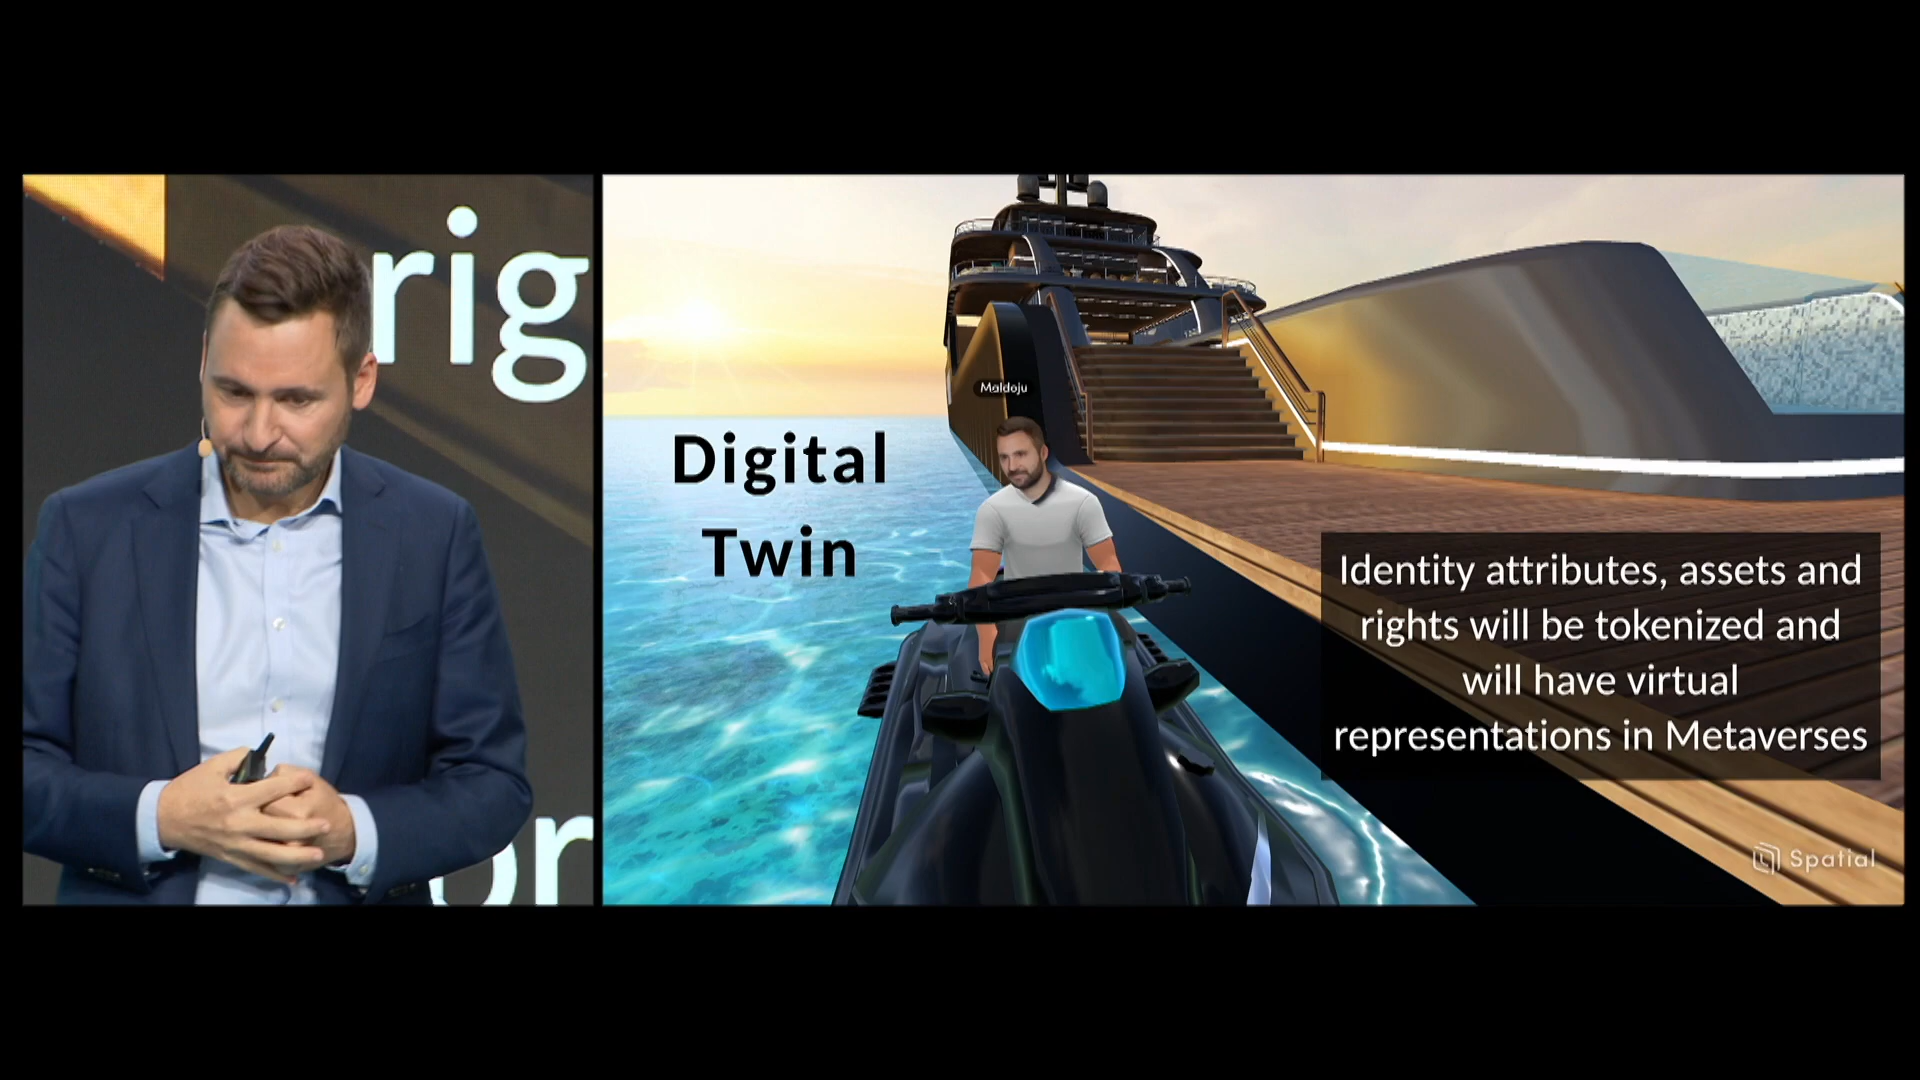 rig
or
Maldoju
Digital
Twin
Identity attributes, assets and
rights will be tokenized and
will have virtual
representations in Metaverses
Spatial